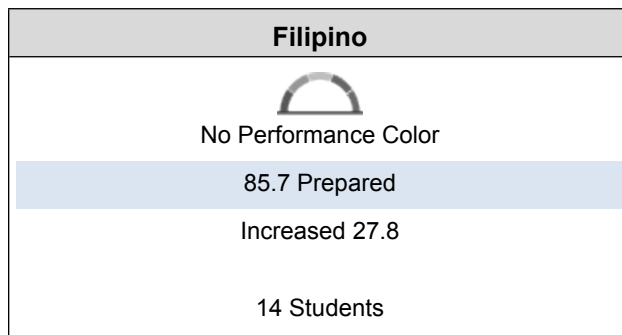 Filipino
No Performance Color
85.7 Prepared
Increased 27.8
14 Students